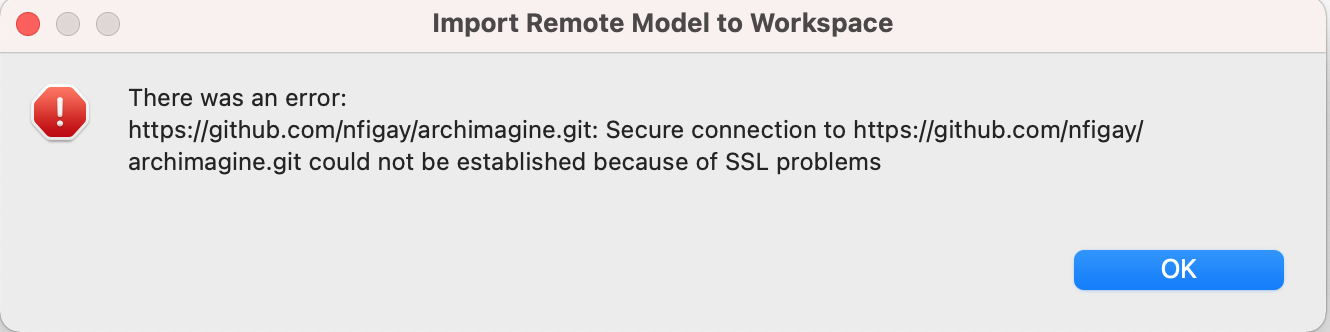 Import Remote Model to Workspace
There was an error:
https://github.com/nfigay/archimagine.git: Secure connection to https://github.com/nfigay/
archimagine.git could not be established because of SSL problems
OK